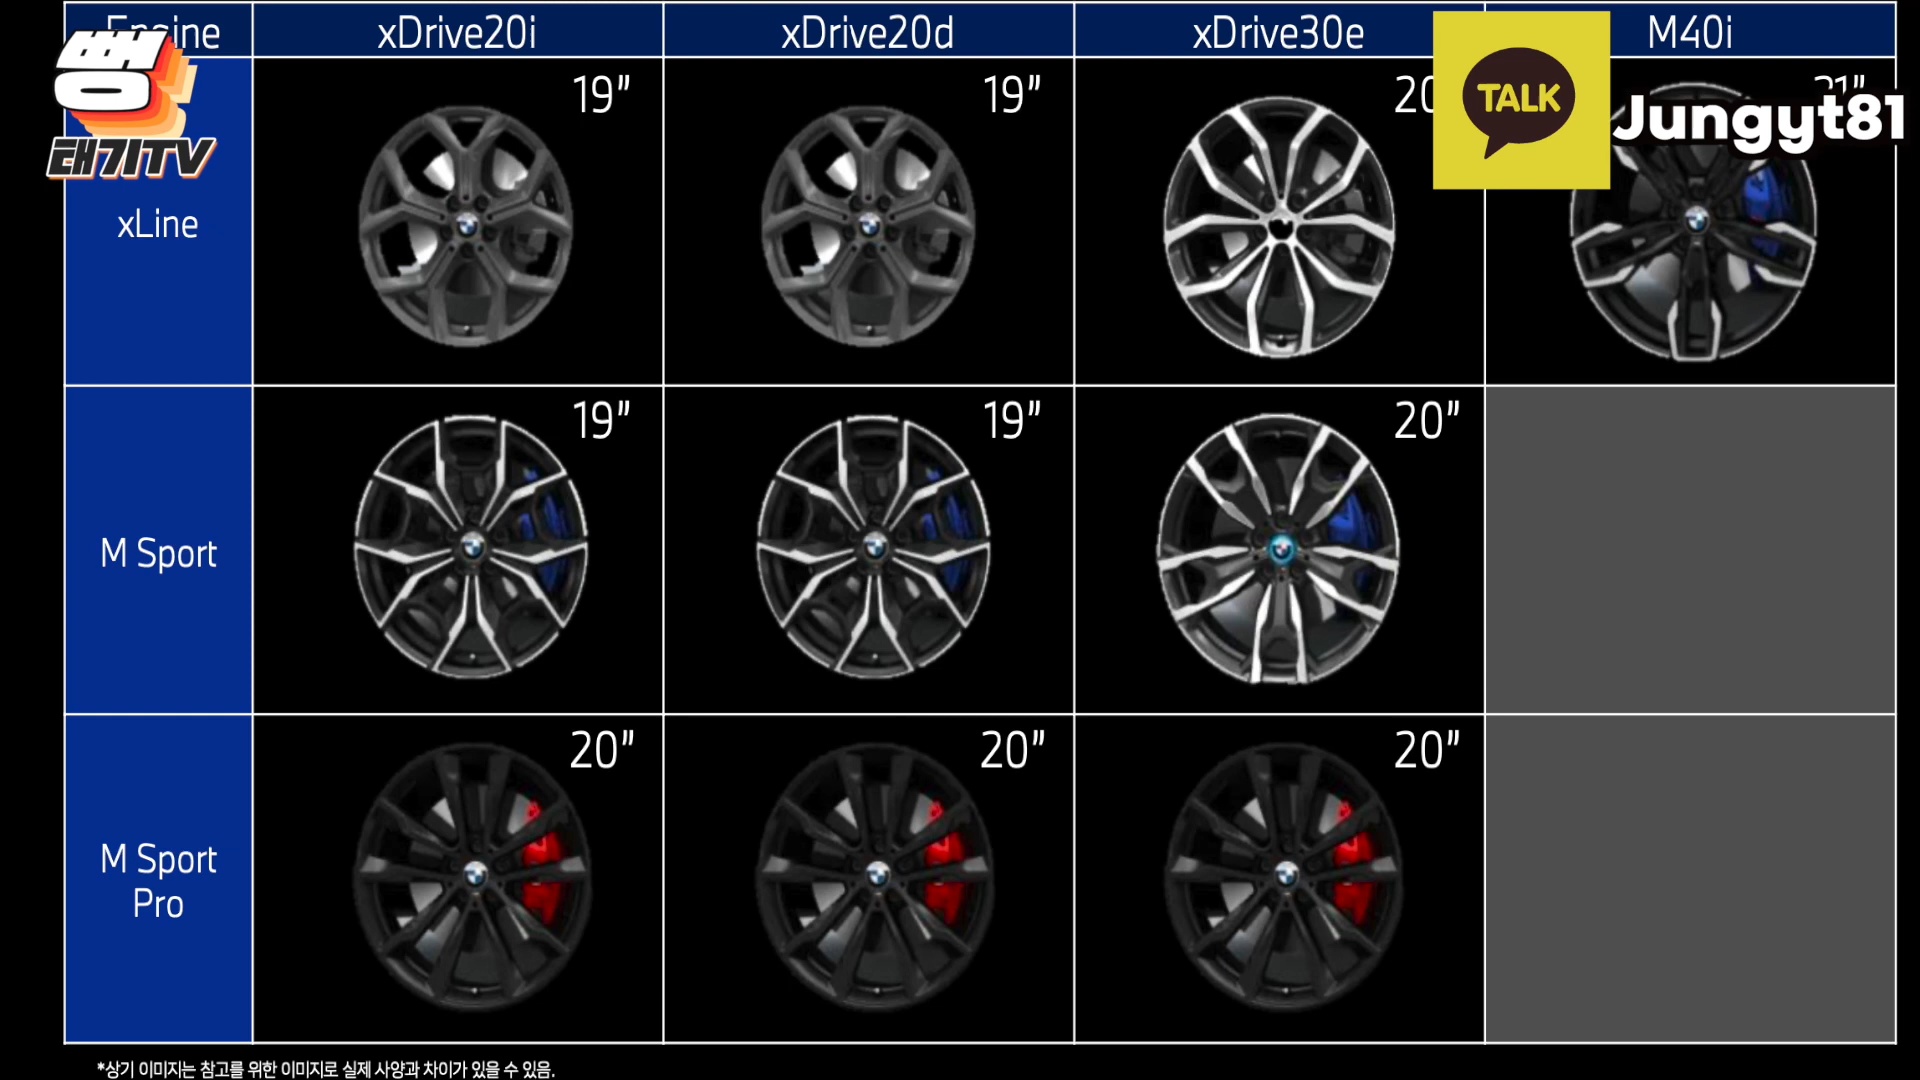 Engine
xDrive20i
xDrive20d
xDrive30e
M40i
TALK
Jungyt81
태기TV
xLine
19”
19”
20
21”
M Sport
19”
19”
20”
M Sport
Pro
20”
20”
20”
*상기 이미지는 참고를 위한 이미지로 실제 사양과 차이가 있을 수 있음.